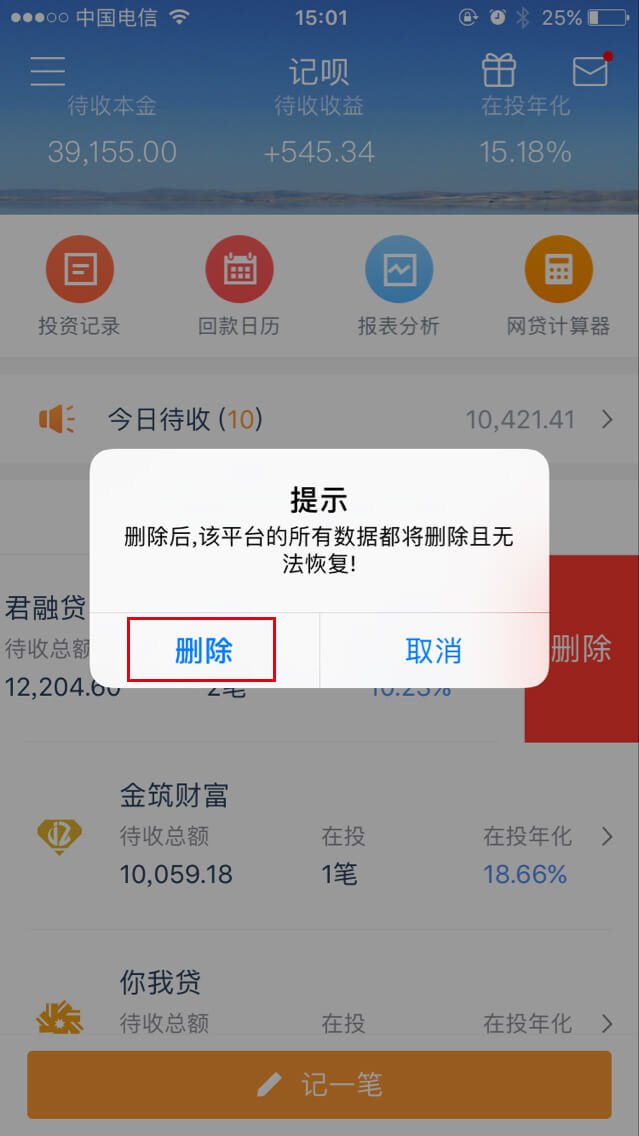 中国电信 15:01 25%
记呗
待收本金 待收收益 在投年化
39,155.00 +545.34 15.18%
投资记录 回款日历 报表分析 网贷计算器
今日待收 (10) 10,421.41
提示
删除后,该平台的所有数据都将删除且无
法恢复!
删除 取消
君融贷
待收总额
删除
12,204.60 2笔 10.23%
金筑财富
待收总额 在投 在投年化
10,059.18 1笔 18.66%
你我贷
待收总额 在投 在投年化
记一笔